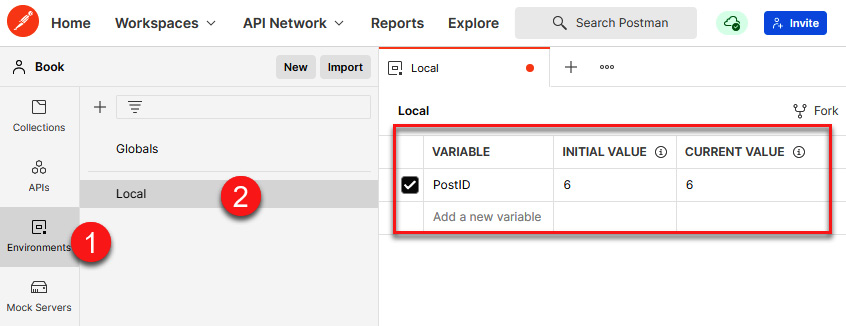 Home Workspaces API Network Reports Explore Search Postman Invite
Book New Import
Local
Collections
APIs
Environments
Mock Servers
Globals
Local
1
2
Local Fork
VARIABLE INITIAL VALUE CURRENT VALUE
PostID 6 6
Add a new variable